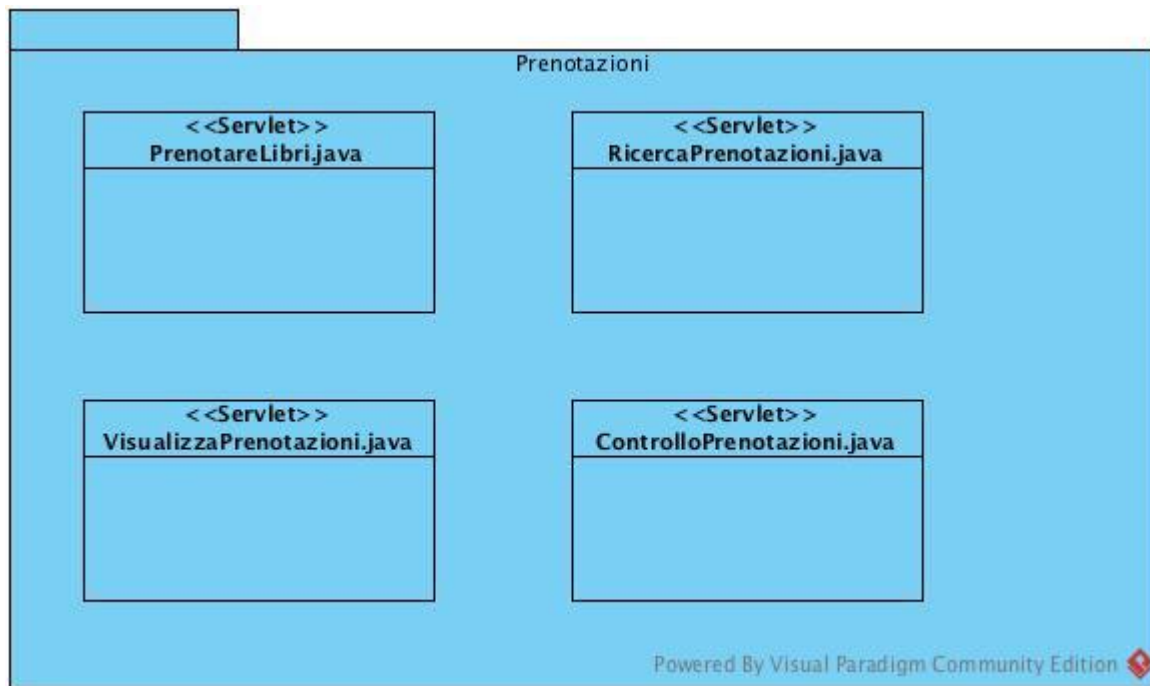 Prenotazioni
<<Servlet>>
PrenotareLibri.java
<<Servlet>>
RicercaPrenotazioni.java
<<Servlet>>
VisualizzaPrenotazioni.java
<<Servlet>>
ControlloPrenotazioni.java
Powered By Visual Paradigm Community Edition